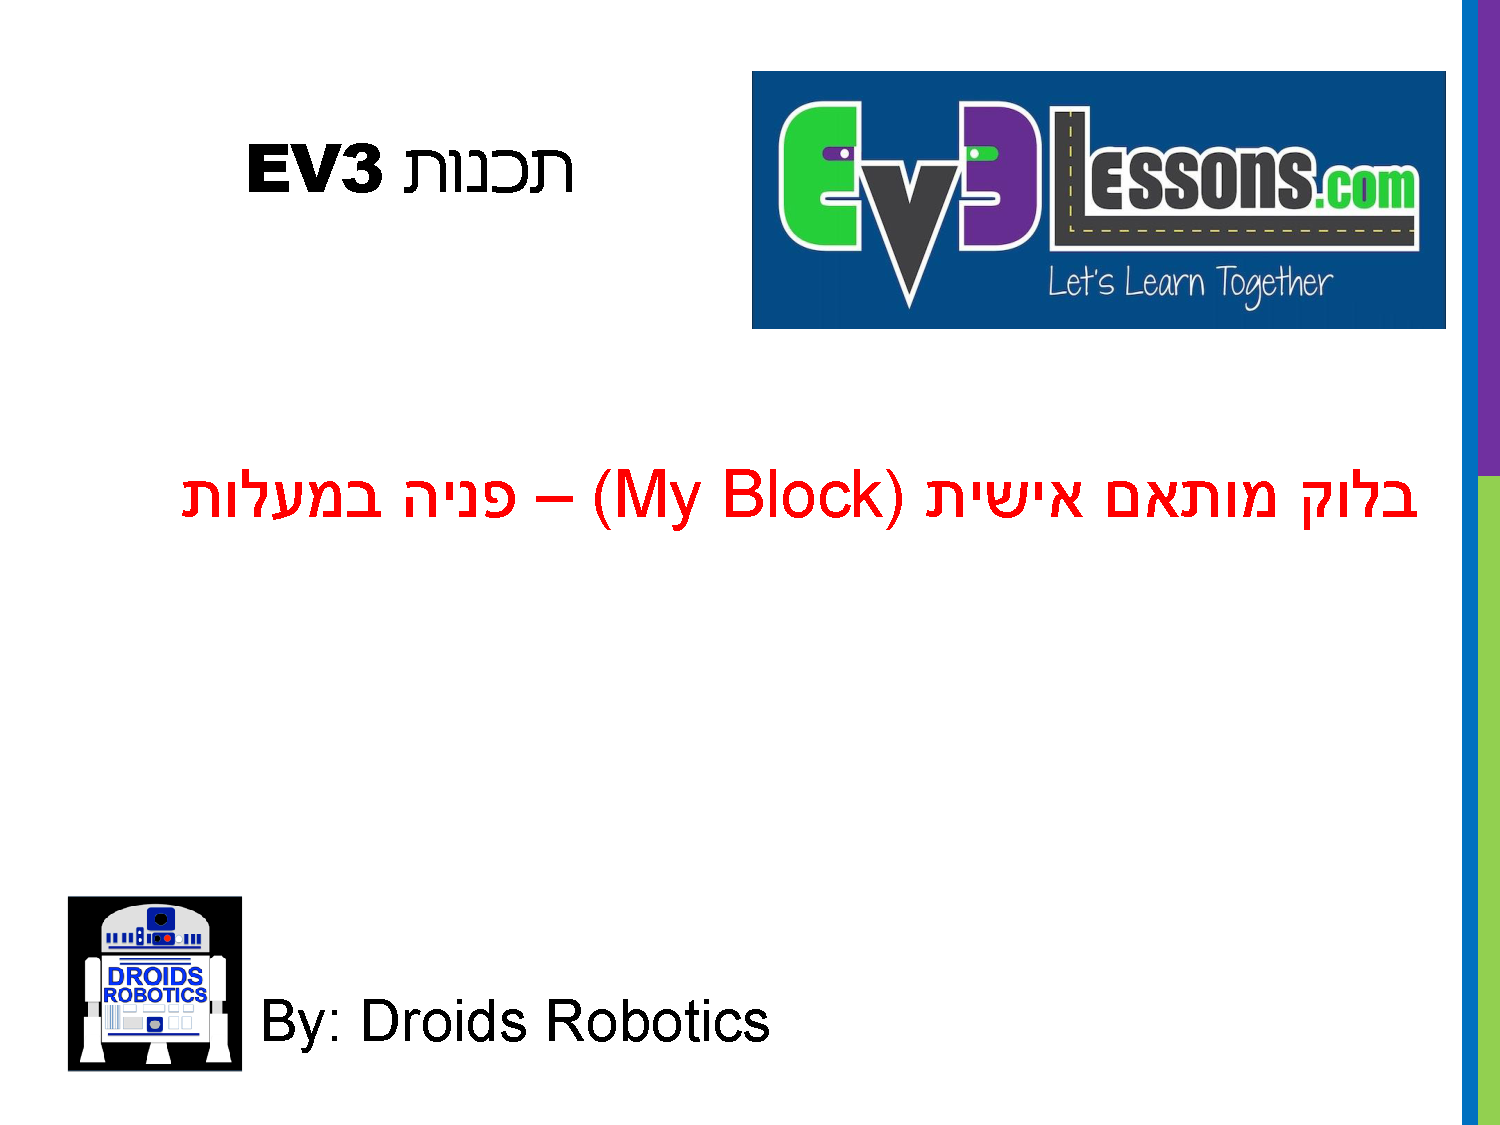 תכנות EV3
Ev3Lessons.com
Let's Learn Together
בלוק מותאם אישית (My Block) – פניה במעלות
DROIDS
ROBOTICS
By: Droids Robotics